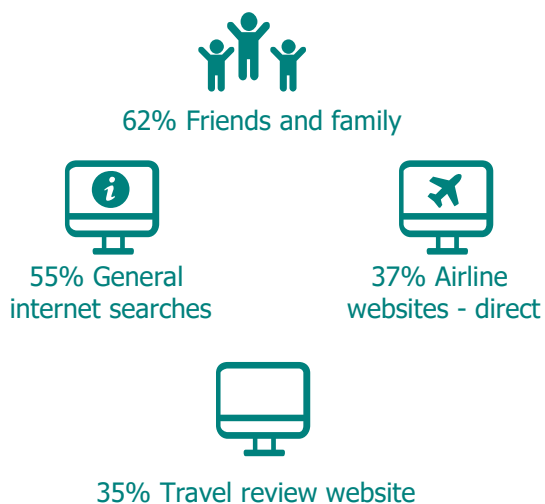 62% Friends and family
i
55% General
internet searches
37% Airline
websites - direct
35% Travel review website